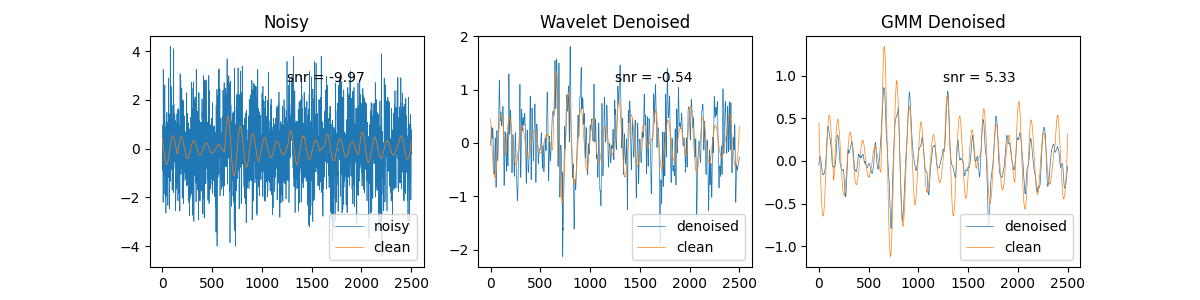 Noisy
4
2
0
−2
−4
snr = -9.97
noisy
clean
0
500
1000
1500
2000
2500
Wavelet Denoised
2
1
0
−1
−2
snr = -0.54
denoised
clean
0
500
1000
1500
2000
2500
GMM Denoised
1.0
0.5
0.0
−0.5
−1.0
snr = 5.33
denoised
clean
0
500
1000
1500
2000
2500